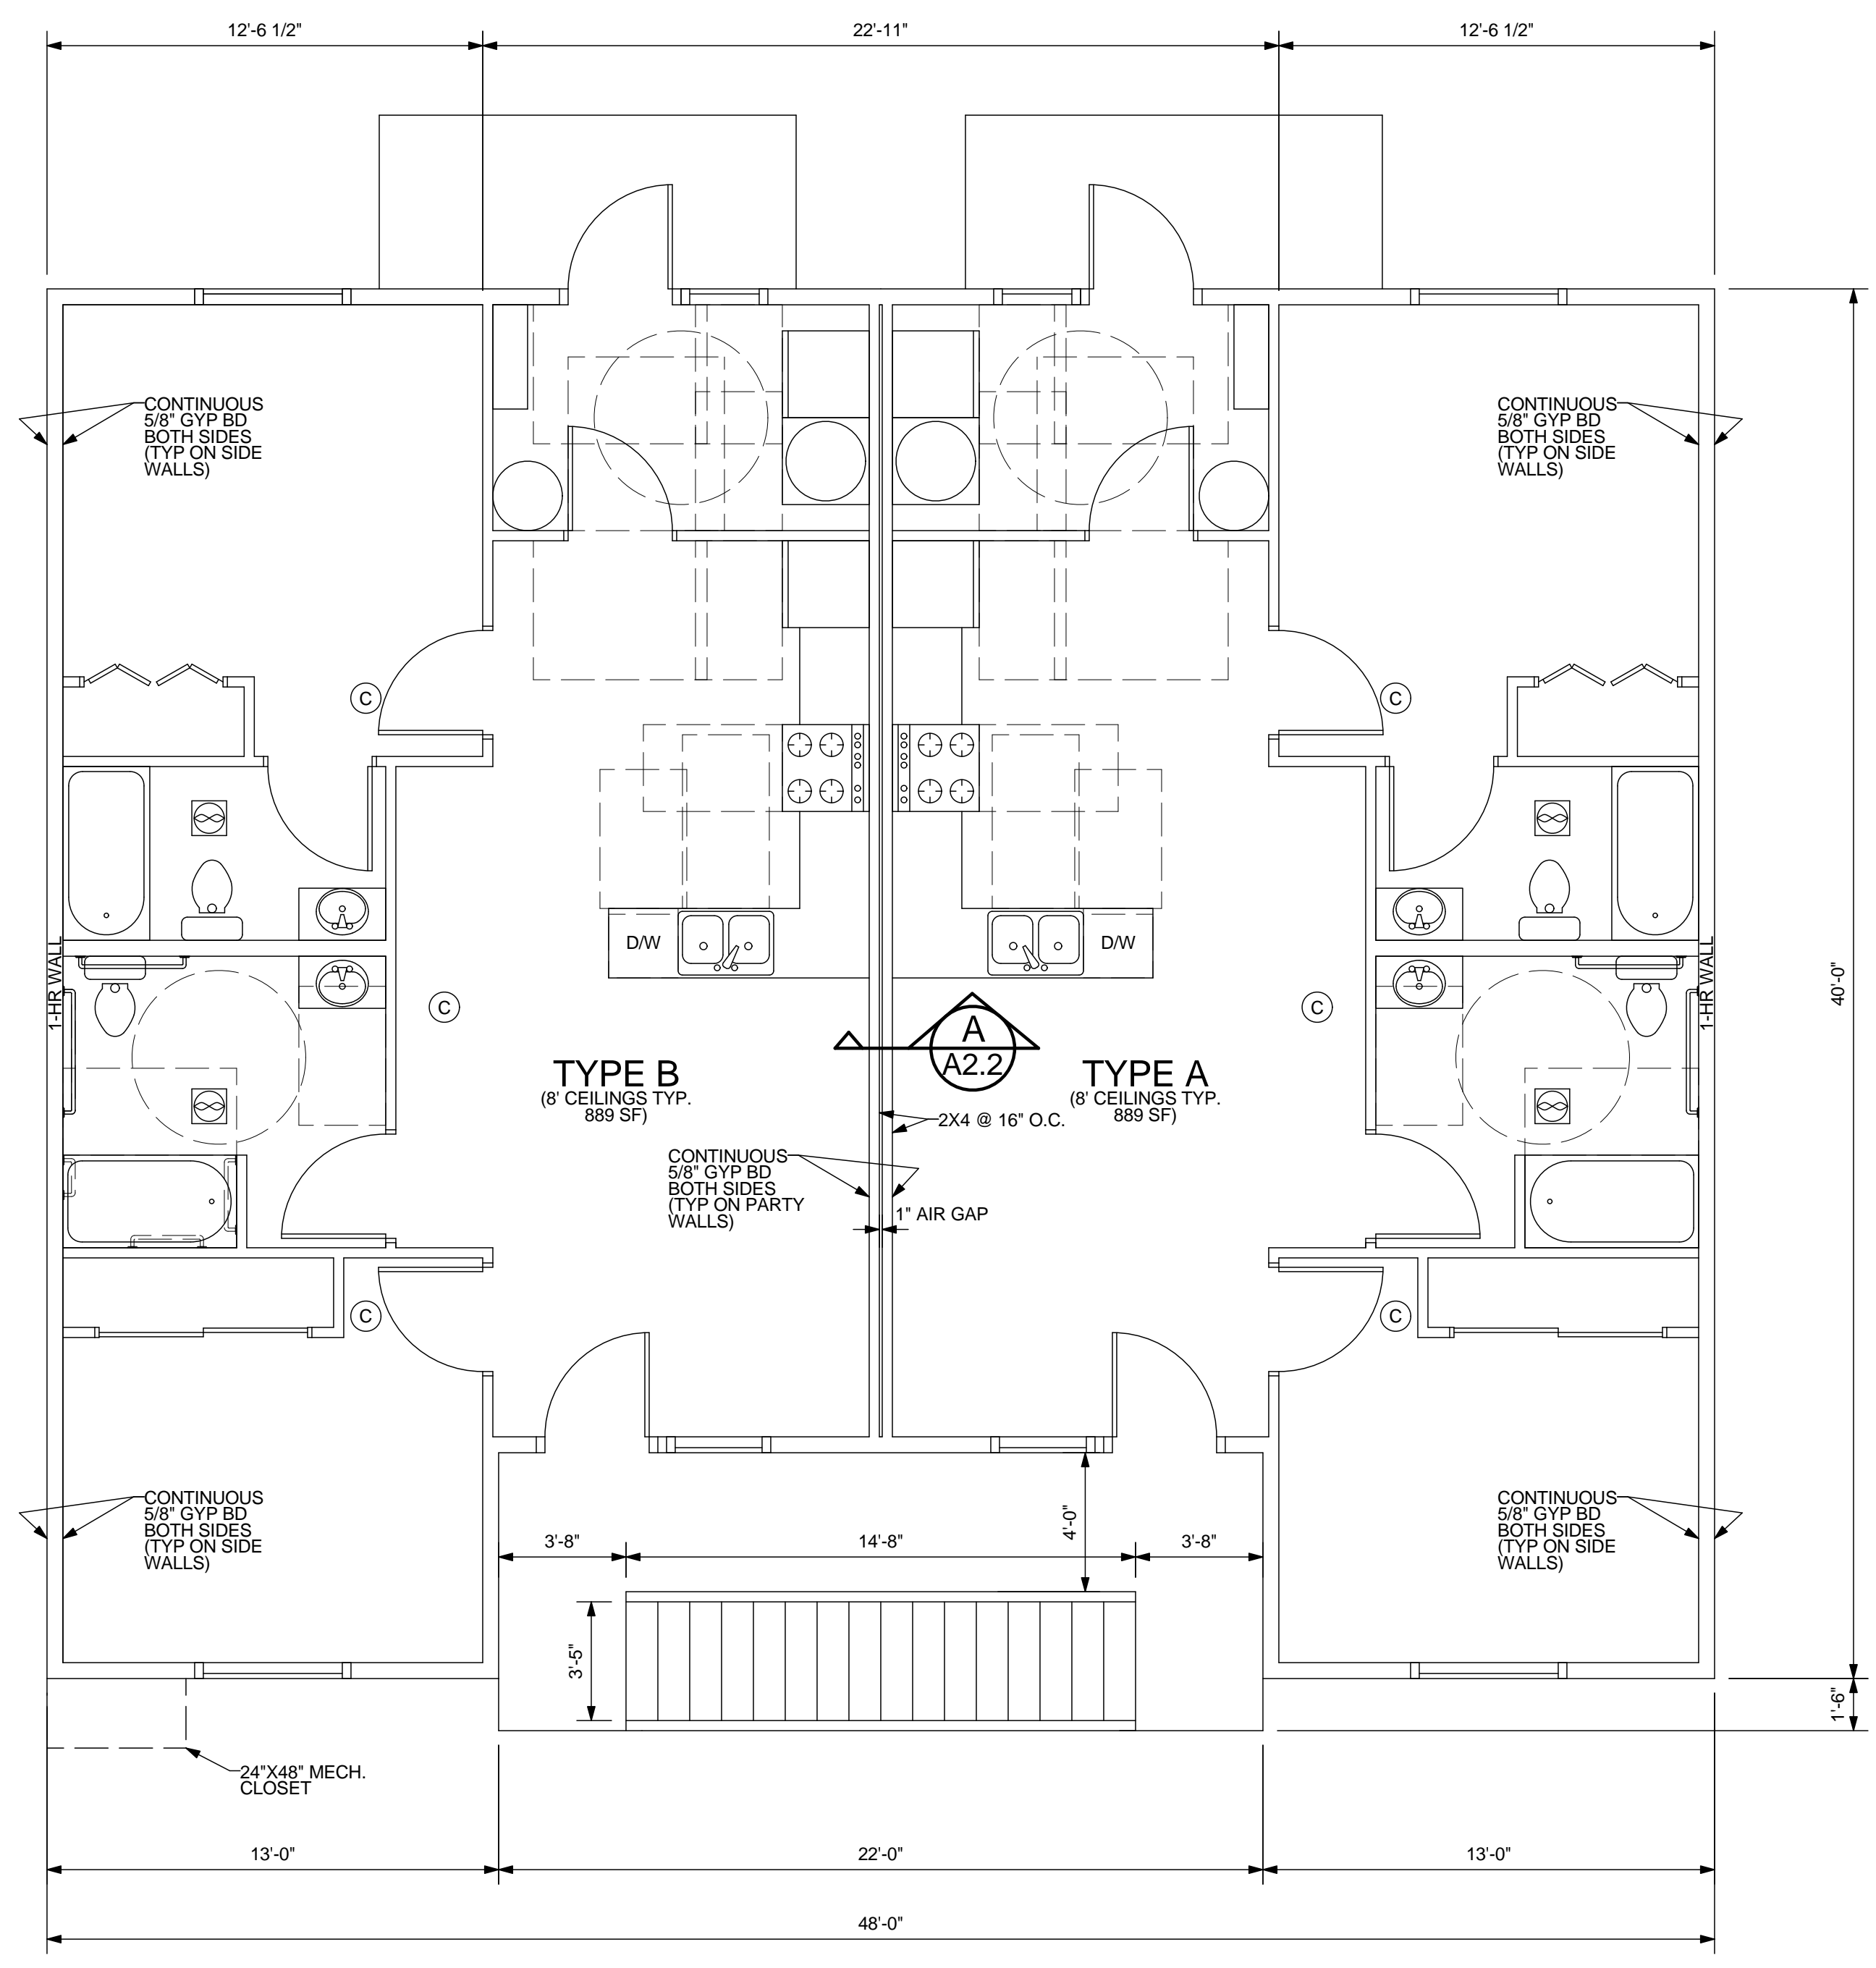 12'-6 1/2"
22'-11"
12'-6 1/2"
CONTINUOUS
5/8" GYP BD
BOTH SIDES
(TYP ON SIDE
WALLS)
CONTINUOUS
5/8" GYP BD
BOTH SIDES
(TYP ON SIDE
WALLS)
C
C
D/W
D/W
1-HR WALL
1-HR WALL
40'-0"
C
C
A
A2.2
TYPE B
(8' CEILINGS TYP.
889 SF)
TYPE A
(8' CEILINGS TYP.
889 SF)
2X4 @ 16" O.C.
CONTINUOUS
5/8" GYP BD
BOTH SIDES
(TYP ON PARTY
WALLS)
1" AIR GAP
C
C
CONTINUOUS
5/8" GYP BD
BOTH SIDES
(TYP ON SIDE
WALLS)
CONTINUOUS
5/8" GYP BD
BOTH SIDES
(TYP ON SIDE
WALLS)
4'-0"
3'-8"
14'-8"
3'-8"
3'-5"
1'-6"
24"X48" MECH.
CLOSET
13'-0"
22'-0"
13'-0"
48'-0"